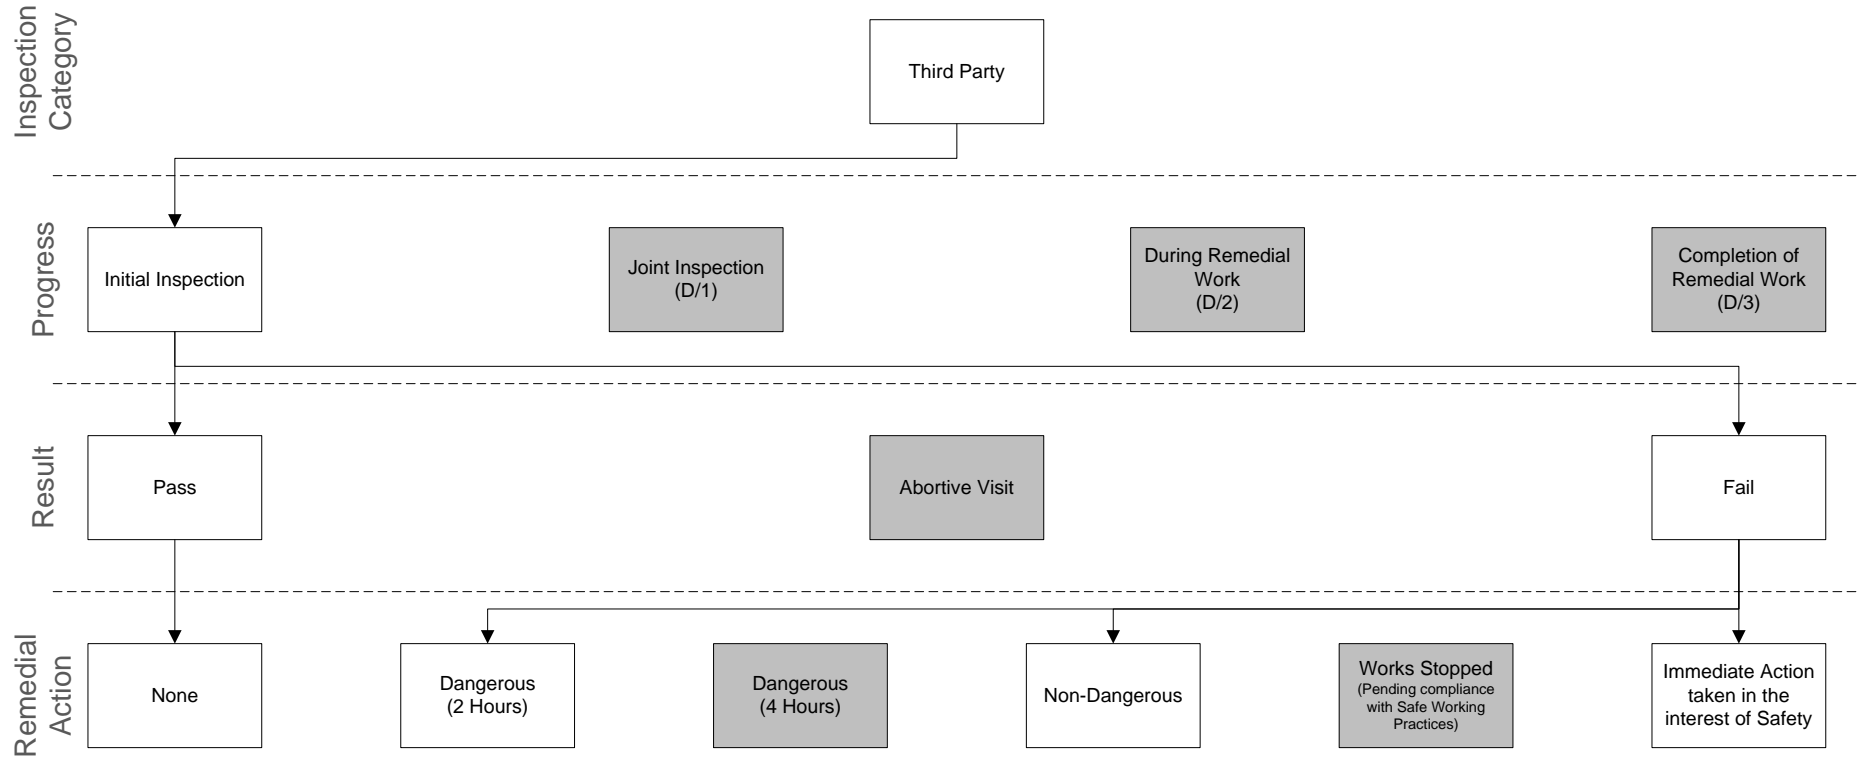 Inspection
Category
Third Party
Progress
Initial Inspection
Joint Inspection
(D/1)
During Remedial
Work
(D/2)
Completion of
Remedial Work
(D/3)
Result
Pass
Abortive Visit
Fail
Remedial
Action
None
Dangerous
(2 Hours)
Dangerous
(4 Hours)
Non-Dangerous
Works Stopped
(Pending compliance
with Safe Working
Practices)
Immediate Action
taken in the
interest of Safety